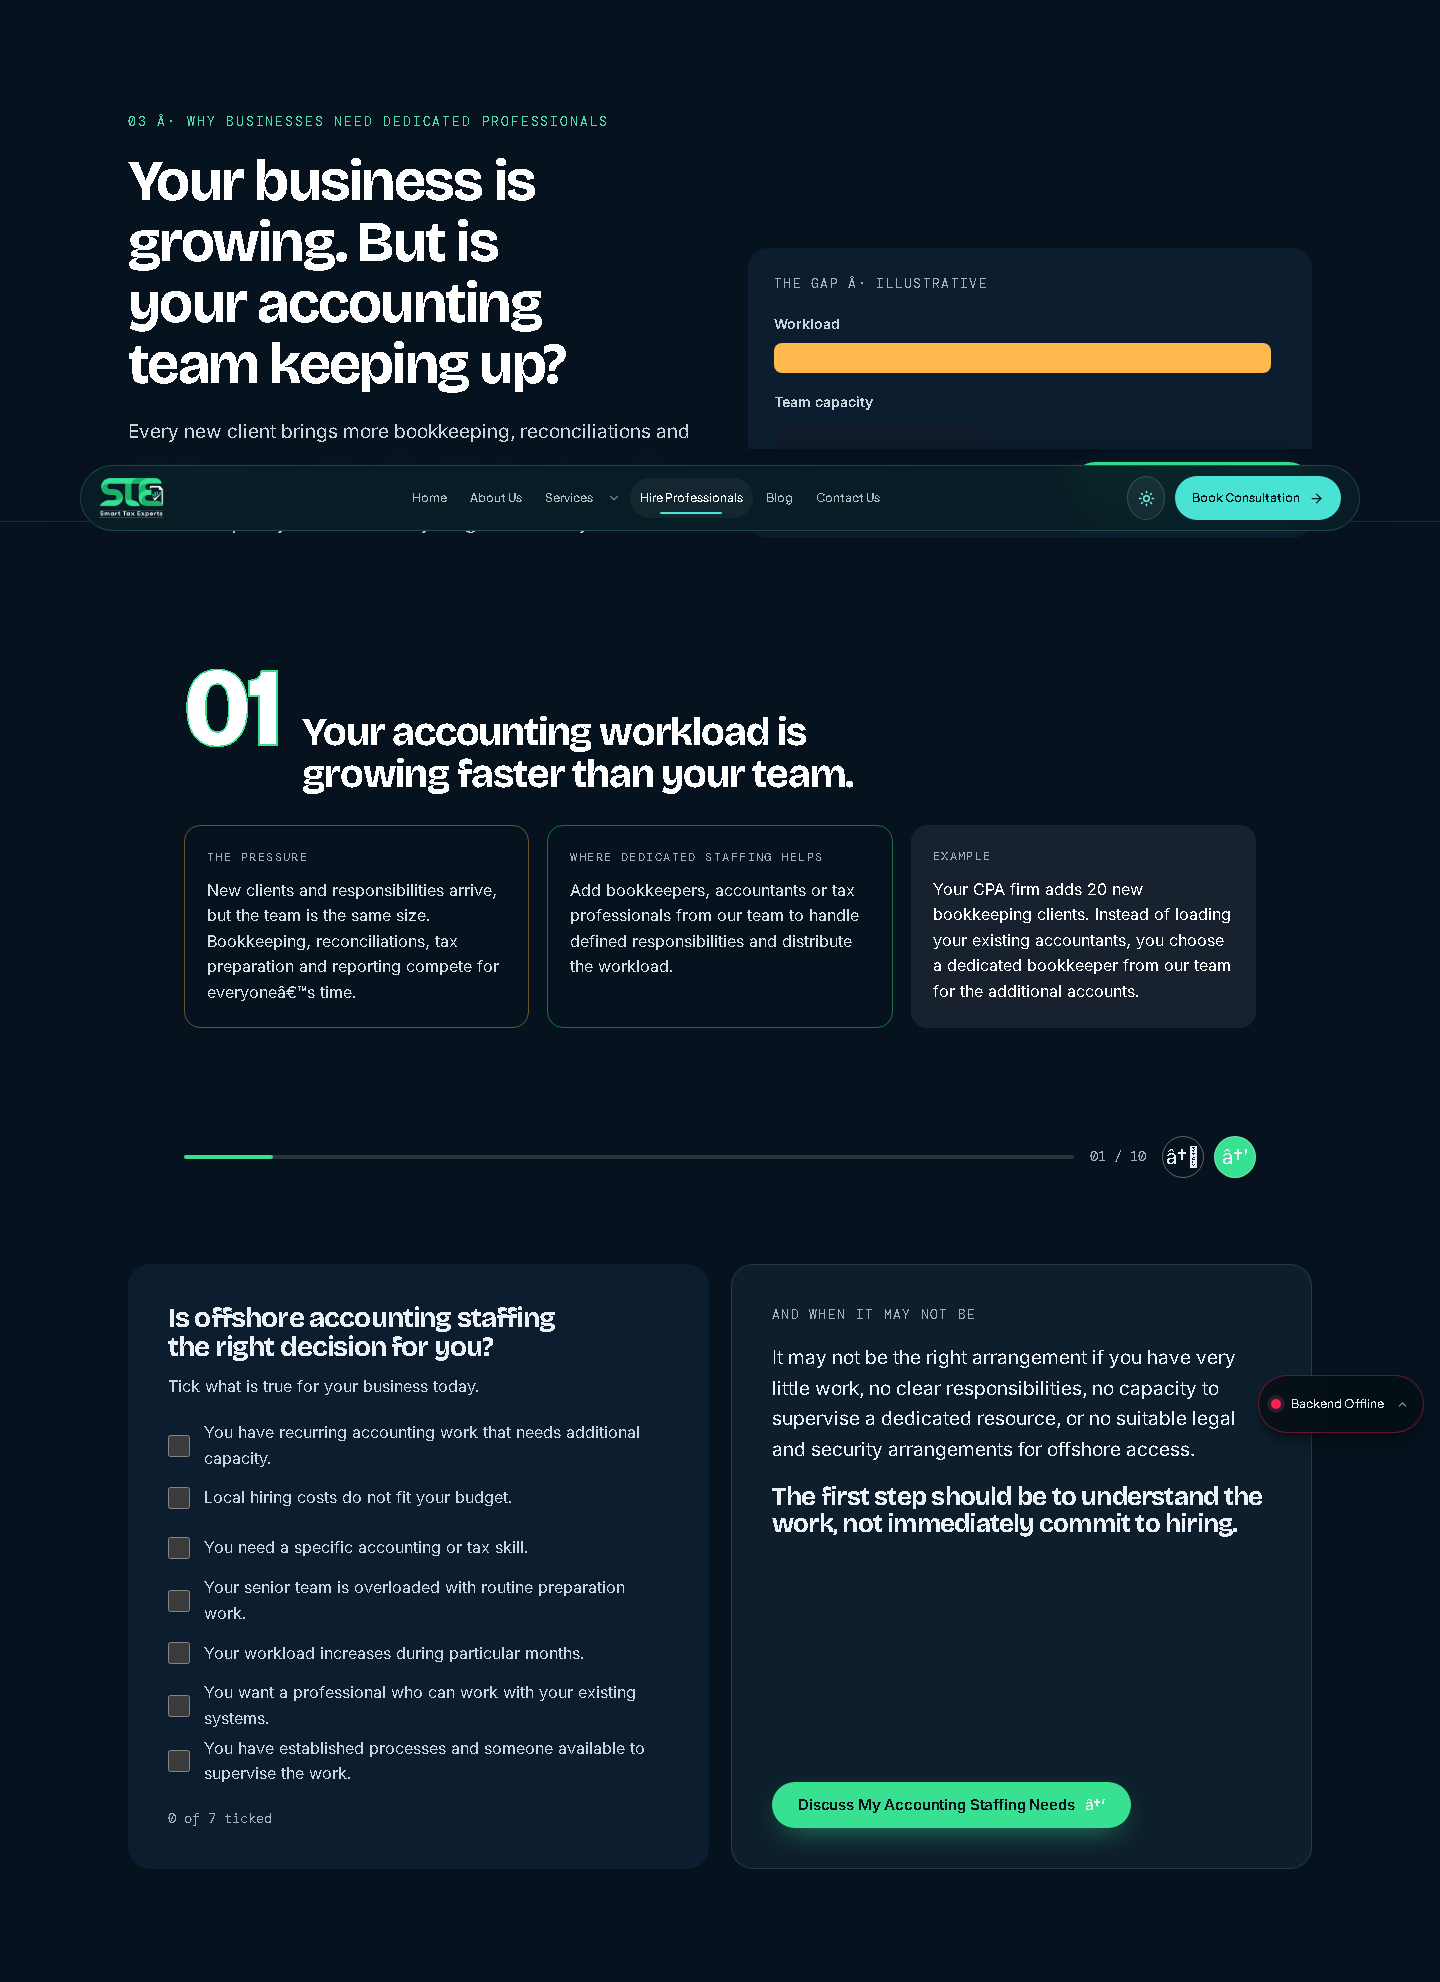 03 Â· WHY BUSINESSES NEED DEDICATED PROFESSIONALS
Your business is
growing. But is
your accounting
team keeping up?
Every new client brings more bookkeeping, reconciliations and
THE GAP Â· ILLUSTRATIVE
Workload
Team capacity
STE
Smart Tax Experts
Home
About Us
Services
Hire Professionals
Blog
Contact Us
Book Consultation →
01
Your accounting workload is
growing faster than your team.
THE PRESSURE
New clients and responsibilities arrive,
but the team is the same size.
Bookkeeping, reconciliations, tax
preparation and reporting compete for
everyoneâ€™s time.
WHERE DEDICATED STAFFING HELPS
Add bookkeepers, accountants or tax
professionals from our team to handle
defined responsibilities and distribute
the workload.
EXAMPLE
Your CPA firm adds 20 new
bookkeeping clients. Instead of loading
your existing accountants, you choose
a dedicated bookkeeper from our team
for the additional accounts.
01 / 10
â†
â†’
Is offshore accounting staffing
the right decision for you?
Tick what is true for your business today.
You have recurring accounting work that needs additional
capacity.
Local hiring costs do not fit your budget.
You need a specific accounting or tax skill.
Your senior team is overloaded with routine preparation
work.
Your workload increases during particular months.
You want a professional who can work with your existing
systems.
You have established processes and someone available to
supervise the work.
0 of 7 ticked
AND WHEN IT MAY NOT BE
It may not be the right arrangement if you have very
little work, no clear responsibilities, no capacity to
supervise a dedicated resource, or no suitable legal
and security arrangements for offshore access.
The first step should be to understand the
work, not immediately commit to hiring.
Discuss My Accounting Staffing Needs â†‘
Backend Offline